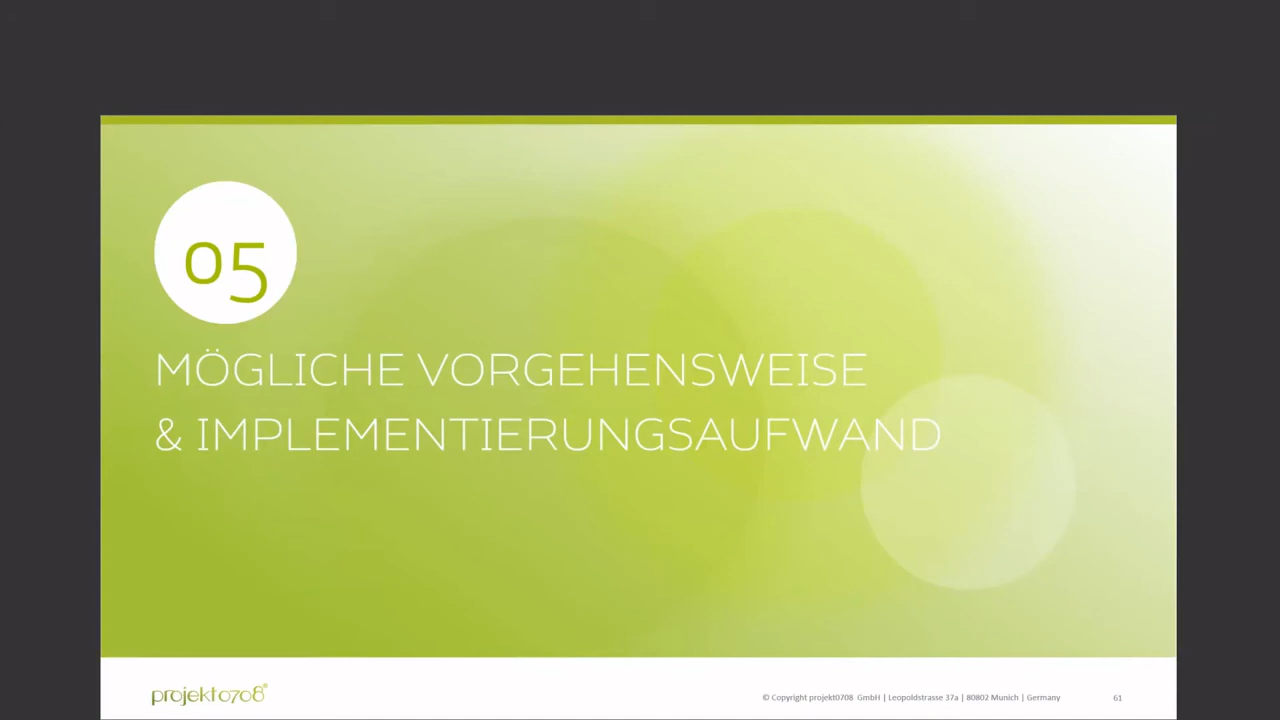 05
MÖGLICHE VORGEHENSWEISE
& IMPLEMENTIERUNGSAUFWAND
projekt0708®
© Copyright projekt0708 GmbH | Leopoldstrasse 37a | 80802 Munich | Germany
61